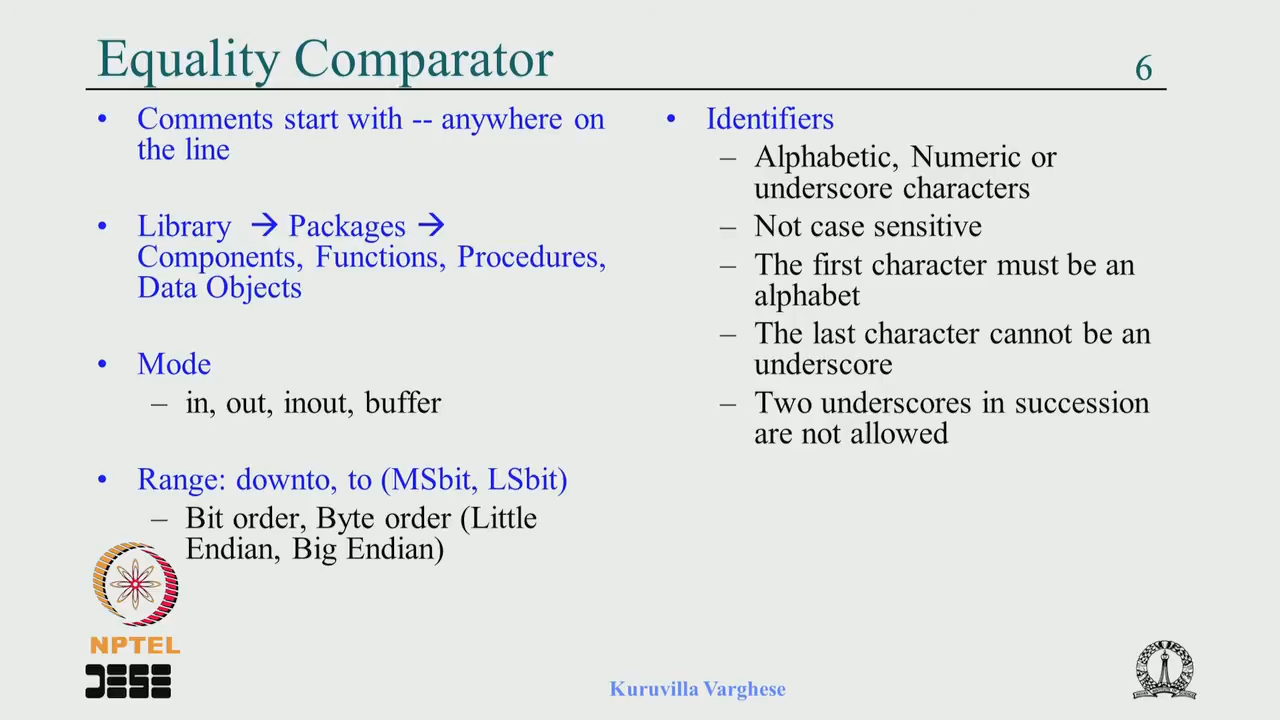 Equality Comparator
6
• Comments start with -- anywhere on
the line
• Library → Packages →
Components, Functions, Procedures,
Data Objects
• Mode
– in, out, inout, buffer
• Range: downto, to (MSbit, LSbit)
– Bit order, Byte order (Little
Endian, Big Endian)
• Identifiers
– Alphabetic, Numeric or
underscore characters
– Not case sensitive
– The first character must be an
alphabet
– The last character cannot be an
underscore
– Two underscores in succession
are not allowed
NPTEL
DESE
Kuruvilla Varghese